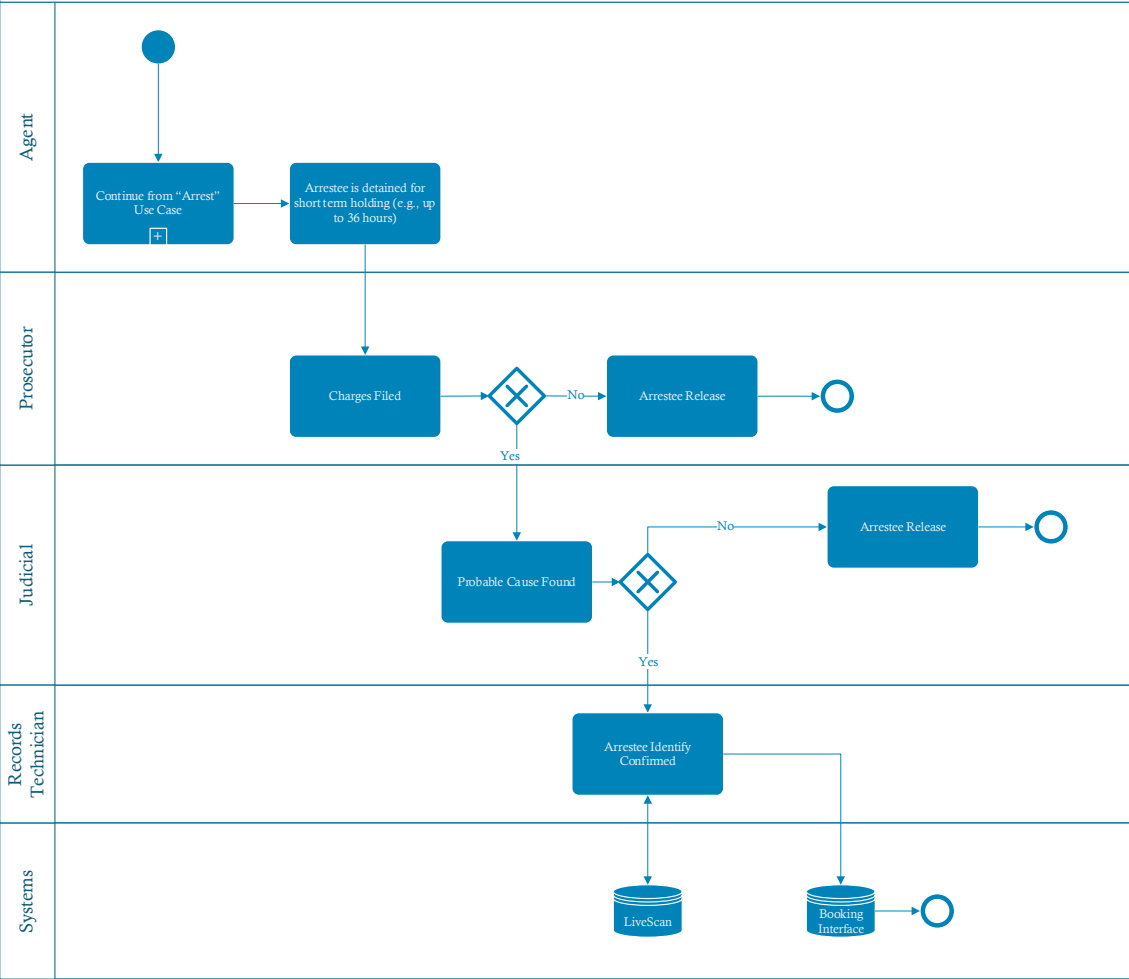 Agent
Continue from “Arrest”
Use Case
Arrestee is detained for
short term holding (e.g., up
to 36 hours)
Prosecutor
Charges Filed
No
Arrestee Release
Yes
Judicial
Probable Cause Found
No
Arrestee Release
Yes
Records
Technician
Arrestee Identify
Confirmed
Systems
LiveScan
Booking
Interface